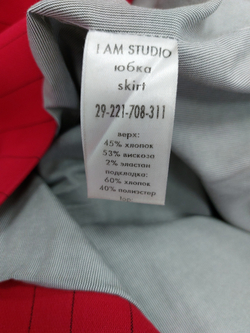 I AM STUDIO
юбка
skirt
29-221-708-311
верх:
45% хлопок
53% вискоза
2% эластан
подкладка:
60% хлопок
40% полиэстер